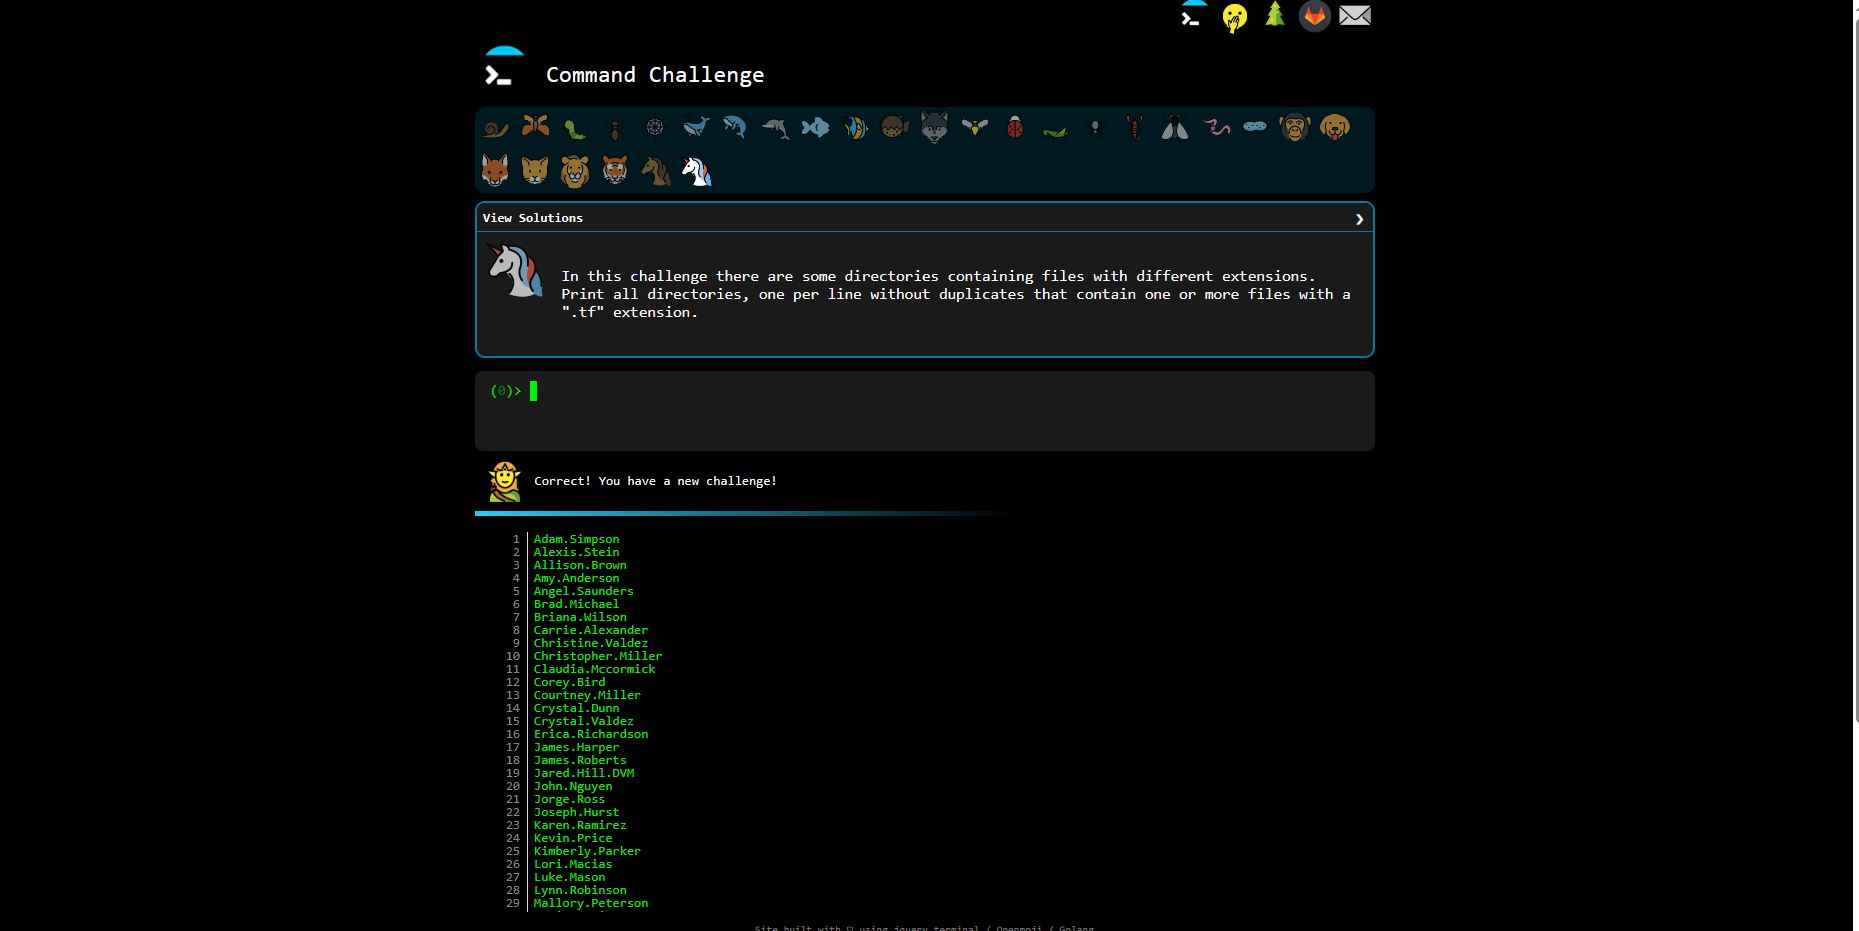 Command Challenge
View Solutions
In this challenge there are some directories containing files with different extensions.
Print all directories, one per line without duplicates that contain one or more files with a
".tf" extension.
(0)>
Correct! You have a new challenge!
1 Adam.Simpson
2 Alexis.Stein
3 Allison.Brown
4 Amy.Anderson
5 Angel.Saunders
6 Brad.Michael
7 Briana.Wilson
8 Carrie.Alexander
9 Christine.Valdez
10 Christopher.Miller
11 Claudia.Mccormick
12 Corey.Bird
13 Courtney.Miller
14 Crystal.Dunn
15 Crystal.Valdez
16 Erica.Richardson
17 James.Harper
18 James.Roberts
19 Jared.Hill.DVM
20 John.Nguyen
21 Jorge.Ross
22 Joseph.Hurst
23 Karen.Ramirez
24 Kevin.Price
25 Kimberly.Parker
26 Lori.Macias
27 Luke.Mason
28 Lynn.Robinson
29 Mallory.Peterson
Site built with ♡ using jquery.terminal / Openmoji / Golang